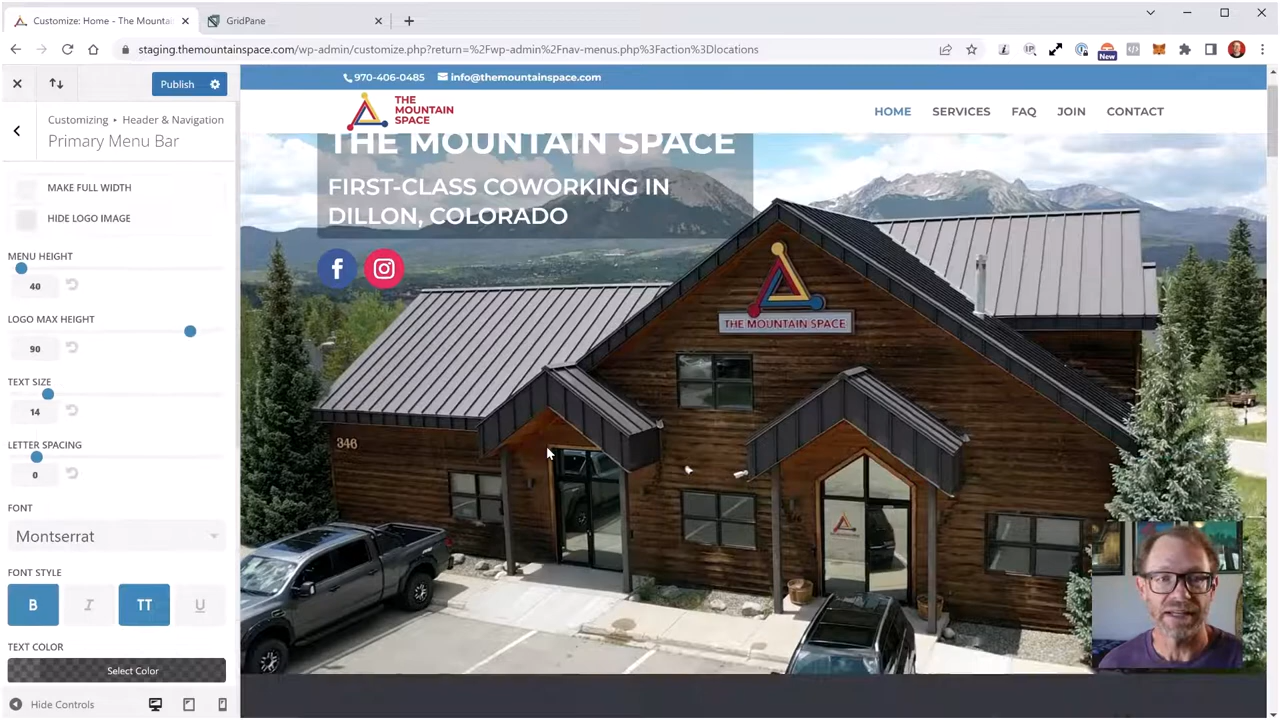 Customize: Home - The Mountai
GridPane
staging.themountainspace.com/wp-admin/customize.php?return=%2Fwp-admin%2Fnav-menus.php%3Faction%3Dlocations
New
Publish
Customizing • Header & Navigation
Primary Menu Bar
MAKE FULL WIDTH
HIDE LOGO IMAGE
MENU HEIGHT
40
LOGO MAX HEIGHT
90
TEXT SIZE
14
LETTER SPACING
0
FONT
Montserrat
FONT STYLE
B I TT U
TEXT COLOR
Select Color
Hide Controls
970-406-0485 info@themountainspace.com
THE
MOUNTAIN
SPACE
HOME SERVICES FAQ JOIN CONTACT
THE MOUNTAIN SPACE
FIRST-CLASS COWORKING IN
DILLON, COLORADO
THE MOUNTAIN SPACE
346